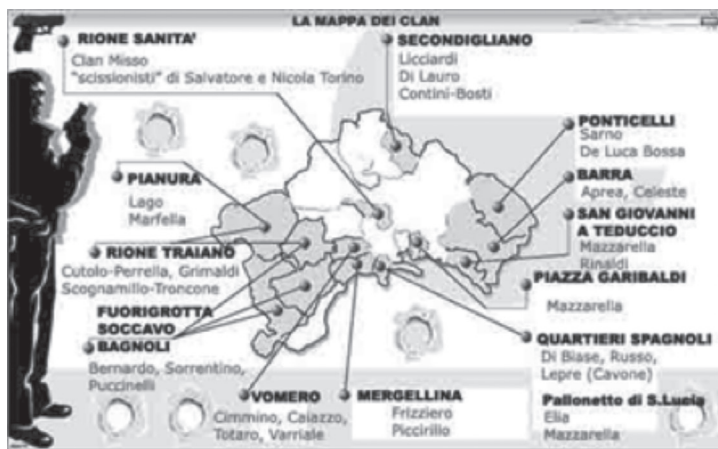 LA MAPPA DEI CLAN
RIONE SANITA'
Clan Misso
"scissionisti" di Salvatore e Nicola Torino
SECONDIGLIANO
Licciardi
Di Lauro
Contini-Bosti
PONTICELLI
Sarno
De Luca Bossa
BARRA
Aprea, Celeste
SAN GIOVANNI
A TEDUCCIO
Mazzarella
Rinaldi
PIAZZA GARIBALDI
Mazzarella
QUARTIERI SPAGNOLI
Di Biase, Russo,
Lepre (Cavone)
Pallonetto di S.Lucia
Elia
Mazzarella
PIANURA
Lago
Marfella
RIONE TRAIANO
Cutolo-Perrella, Grimaldi
Scognamillo-Troncone
FUORIGROTTA
SOCCAVO
BAGNOLI
Bernardo, Sorrentino,
Puccinelli
VOMERO
Cimmino, Caiazzo,
Totaro, Varriale
MERGELLINA
Frizziero
Piccirillo